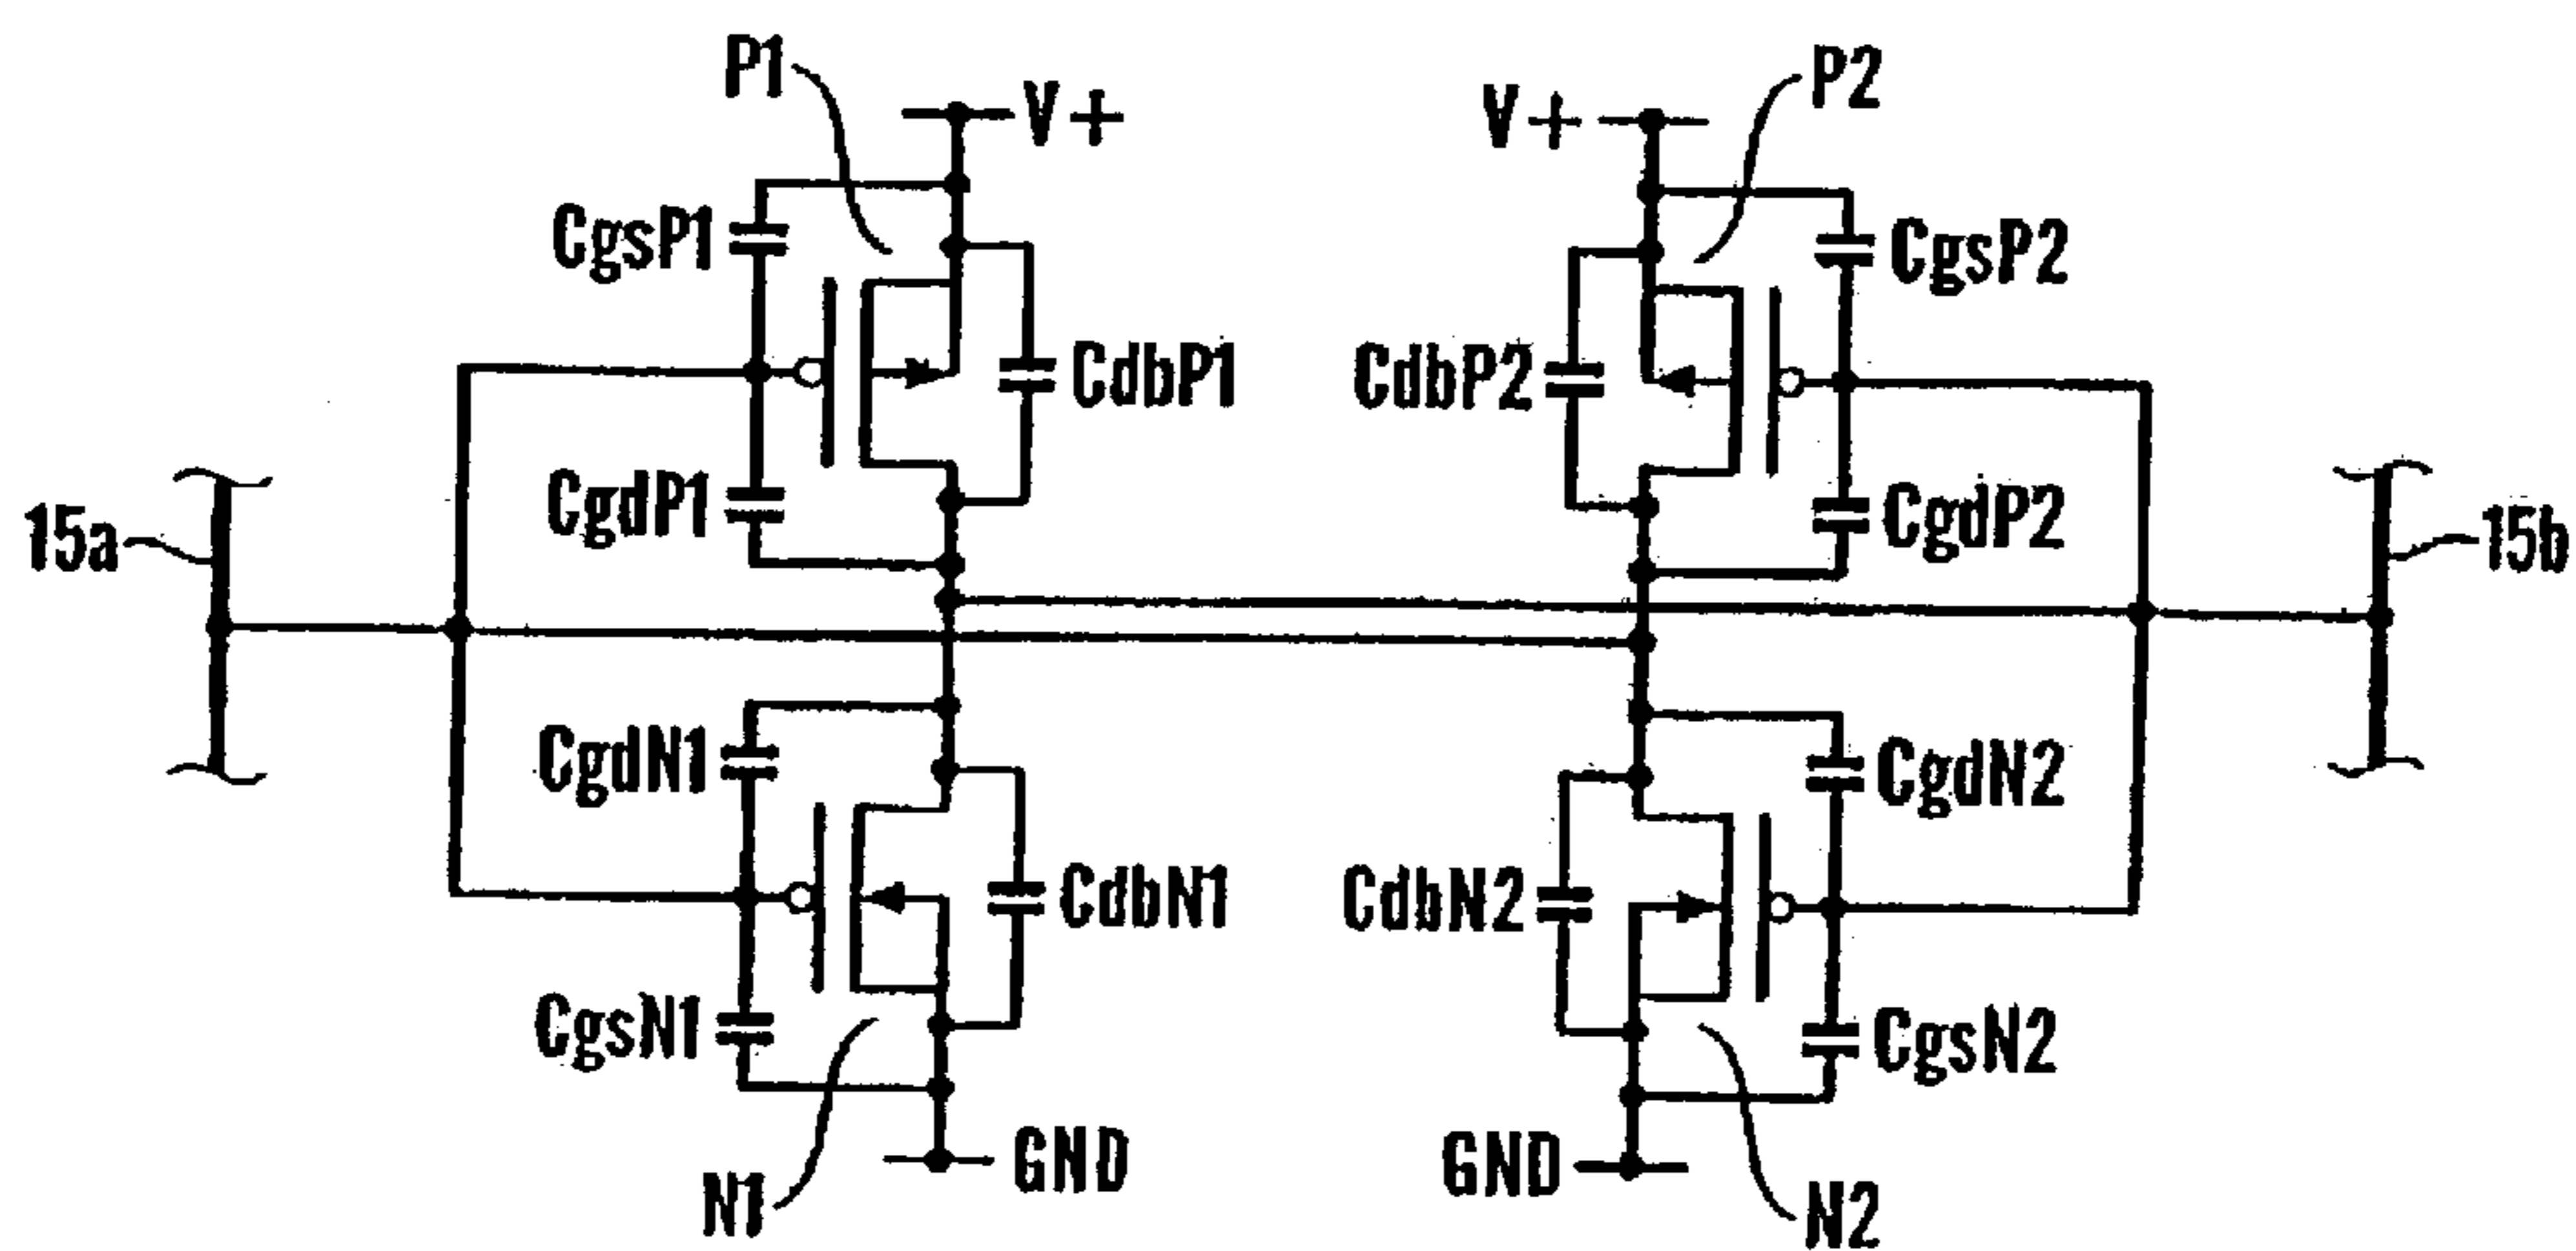 P1
V+
V+
P2
CgsP1
CgsP2
CdbP1
CdbP2
CgdP1
CgdP2
15a
15b
CgdN1
CgdN2
CdbN1
CdbN2
CgsN1
CgsN2
GND
GND
N1
N2